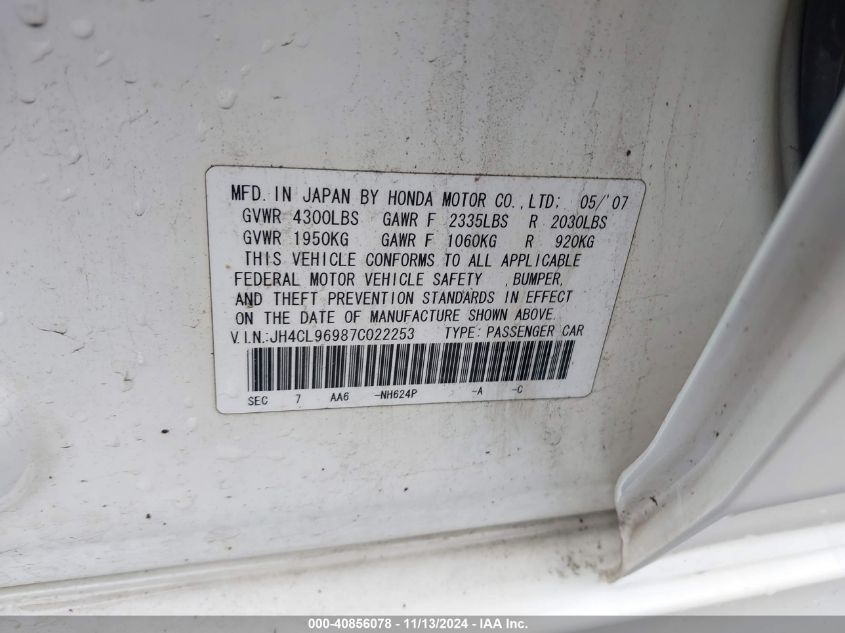 MFD. IN JAPAN BY HONDA MOTOR CO.,LTD; 05/'07
GVWR 4300LBS GAWR F 2335LBS R 2030LBS
GVWR 1950KG GAWR F 1060KG R 920KG
THIS VEHICLE CONFORMS TO ALL APPLICABLE
FEDERAL MOTOR VEHICLE SAFETY ,BUMPER,
AND THEFT PREVENTION STANDARDS IN EFFECT
ON THE DATE OF MANUFACTURE SHOWN ABOVE.
V.I.N.:JH4CL96987C022253 TYPE: PASSENGER CAR
SEC 7 AA6 -NH624P -A -C
000-40856078 - 11/13/2024 - IAA Inc.